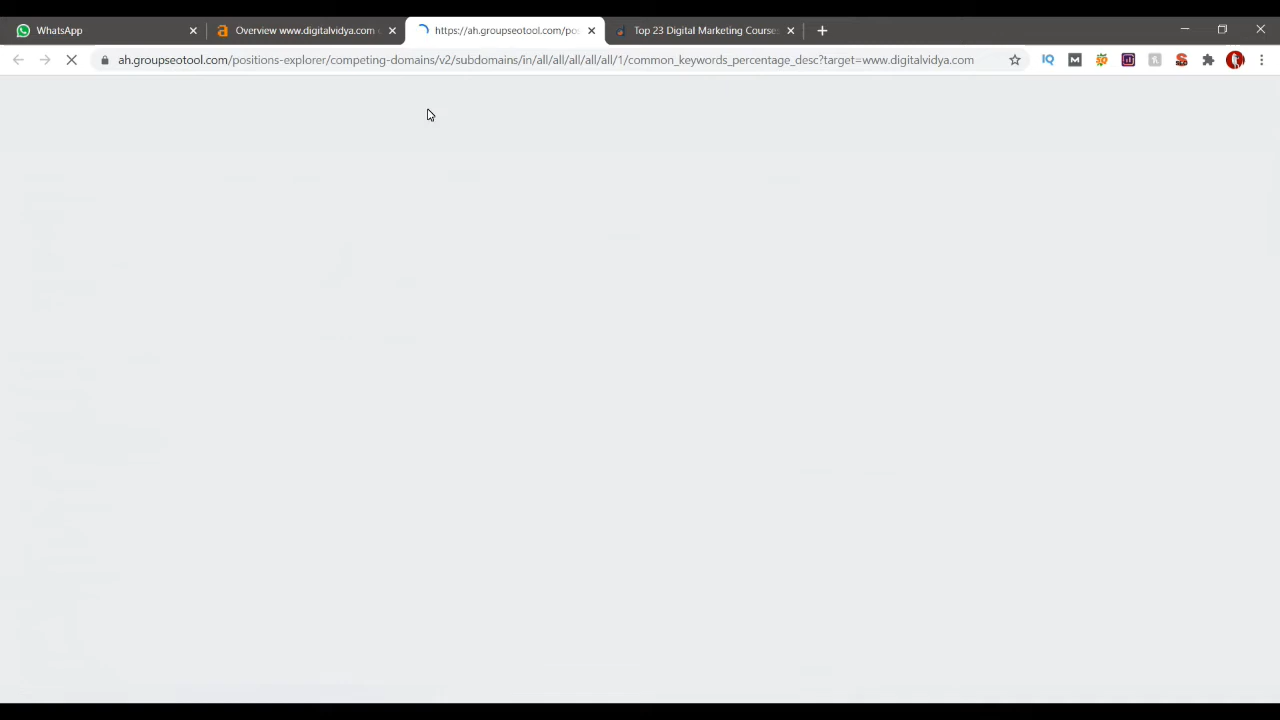 WhatsApp
Overview www.digitalvidya.com
https://ah.groupseotool.com/po
Top 23 Digital Marketing Course
ah.groupseotool.com/positions-explorer/competing-domains/v2/subdomains/in/all/all/all/all/all/1/common_keywords_percentage_desc?target=www.digitalvidya.com